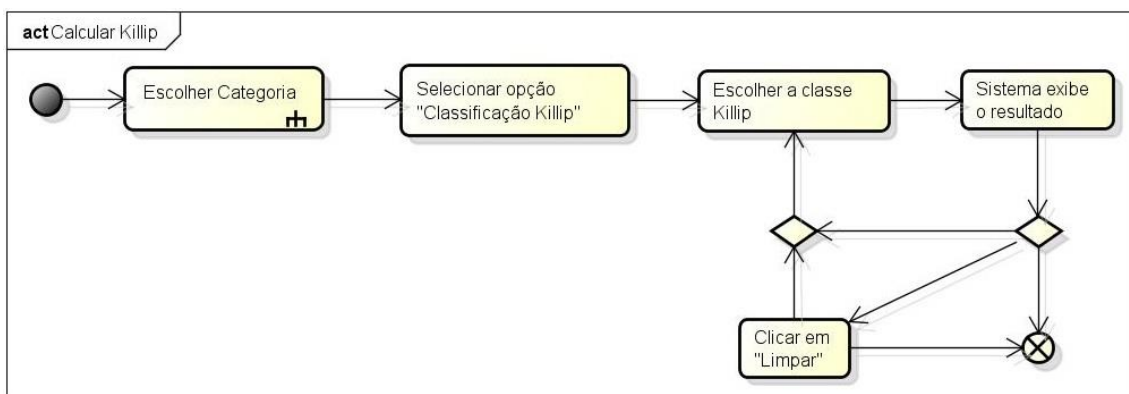 act Calcular Killip
Escolher Categoria
Selecionar opção
"Classificação Killip"
Escolher a classe
Killip
Sistema exibe
o resultado
Clicar em
"Limpar"